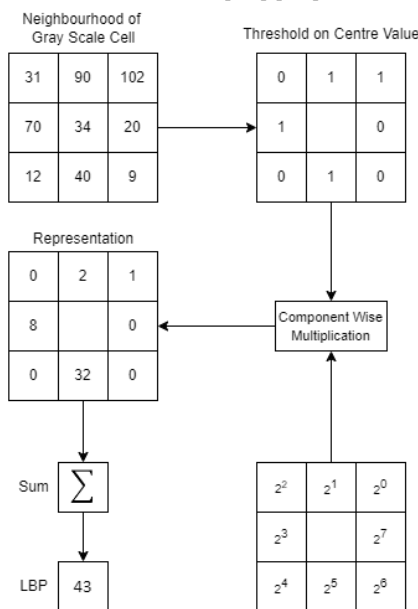 Neighbourhood of
Gray Scale Cell
Threshold on Centre Value
31 90 102
70 34 20
12 40 9
0 1 1
1 0
0 1 0
Representation
0 2 1
8 0
0 32 0
Component Wise
Multiplication
Sum ∑
LBP 43
2² 2¹ 2⁰
2³ 2⁷
2⁴ 2⁵ 2⁶